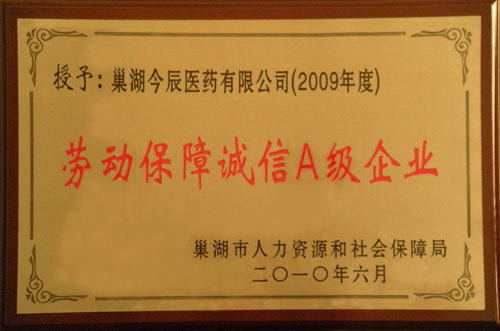 授予：巢湖今辰医药有限公司(2009年度)
劳动保障诚信A级企业
巢湖市人力资源和社会保障局
二〇一〇年六月